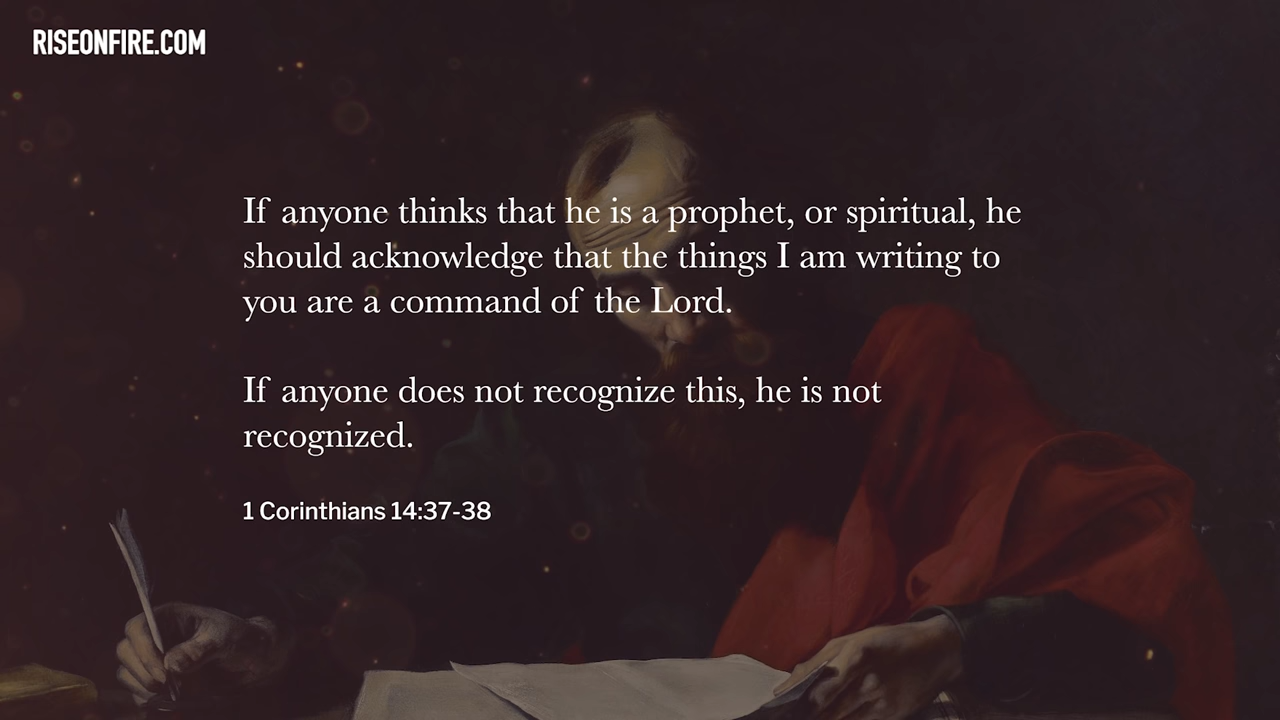 RISEONFIRE.COM
If anyone thinks that he is a prophet, or spiritual, he
should acknowledge that the things I am writing to
you are a command of the Lord.
If anyone does not recognize this, he is not
recognized.
1 Corinthians 14:37-38